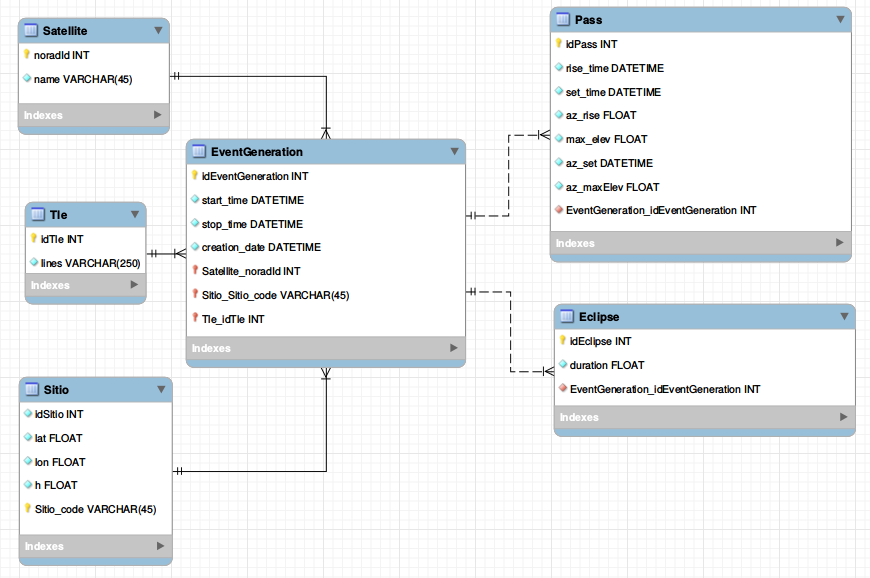 Satellite
noradId INT
name VARCHAR(45)
Indexes
Tle
idTle INT
lines VARCHAR(250)
Indexes
Sitio
idSitio INT
lat FLOAT
lon FLOAT
h FLOAT
Sitio_code VARCHAR(45)
Indexes
EventGeneration
idEventGeneration INT
start_time DATETIME
stop_time DATETIME
creation_date DATETIME
Satellite_noradId INT
Sitio_Sitio_code VARCHAR(45)
Tle_idTle INT
Indexes
Pass
idPass INT
rise_time DATETIME
set_time DATETIME
az_rise FLOAT
max_elev FLOAT
az_set DATETIME
az_maxElev FLOAT
EventGeneration_idEventGeneration INT
Indexes
Eclipse
idEclipse INT
duration FLOAT
EventGeneration_idEventGeneration INT
Indexes